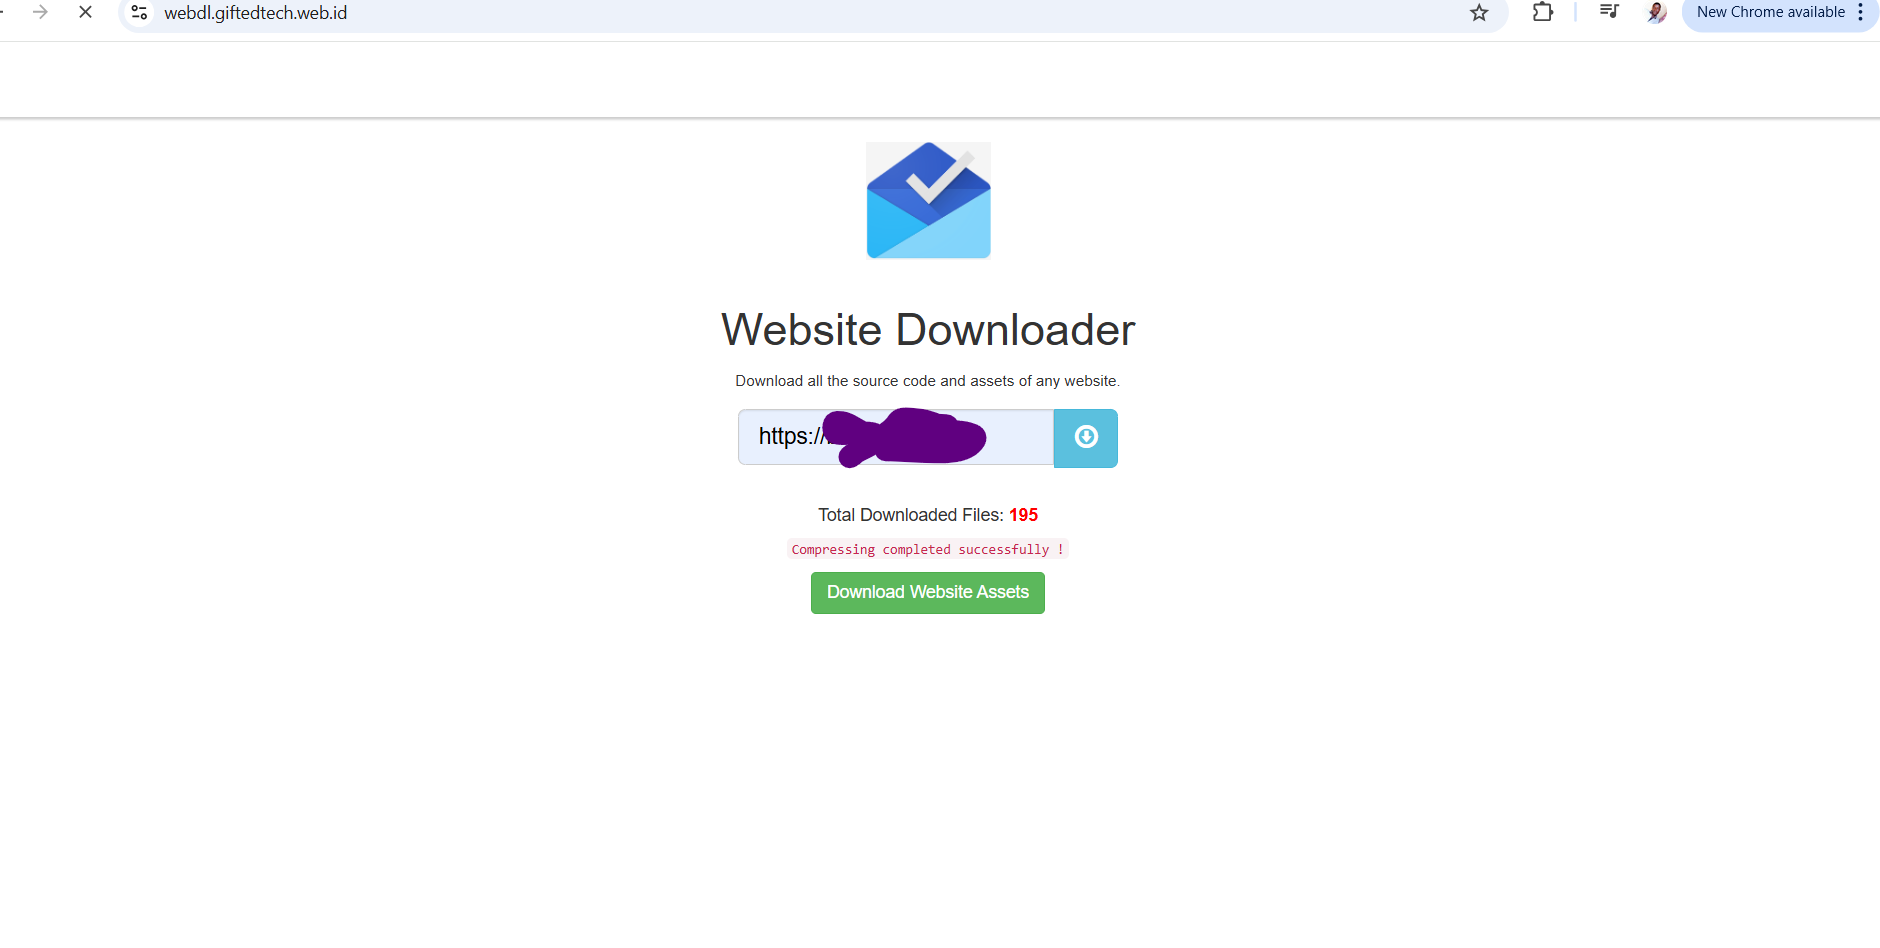 webdl.giftedtech.web.id
New Chrome available
Website Downloader
Download all the source code and assets of any website.
https://
Total Downloaded Files: 195
Compressing completed successfully !
Download Website Assets